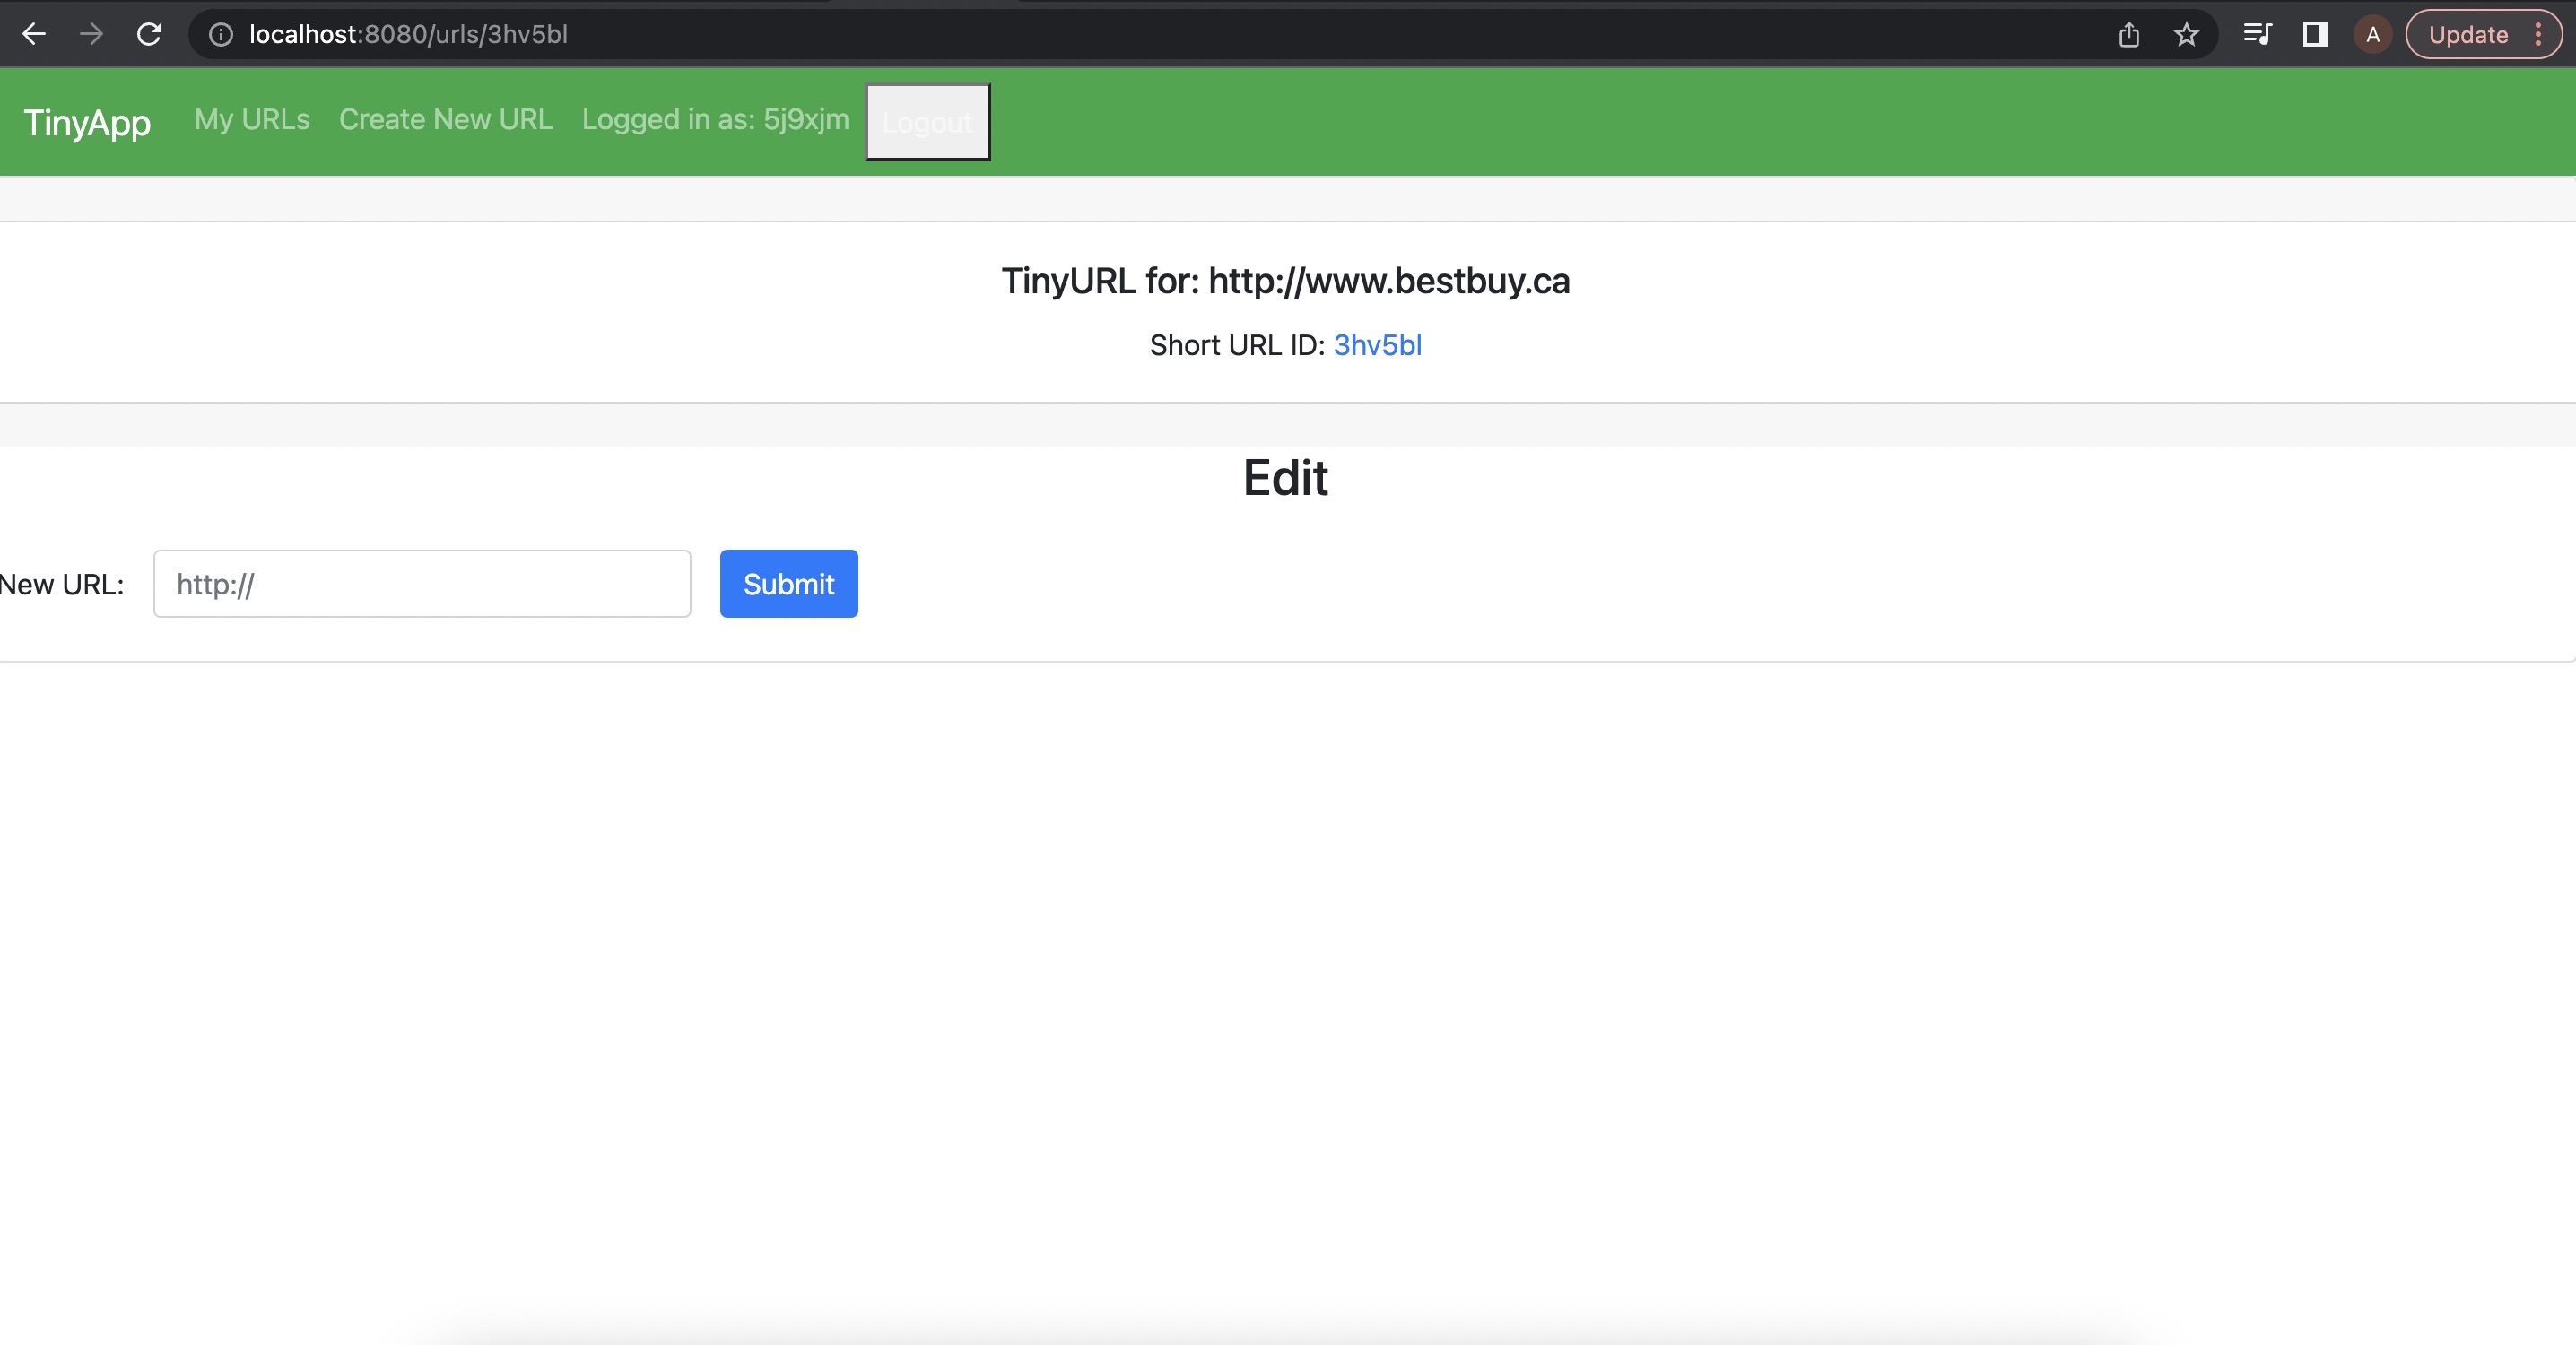 localhost:8080/urls/3hv5bl
A
Update
TinyApp My URLs Create New URL Logged in as: 5j9xjm Logout
TinyURL for: http://www.bestbuy.ca
Short URL ID: 3hv5bl
Edit
New URL: http:// Submit